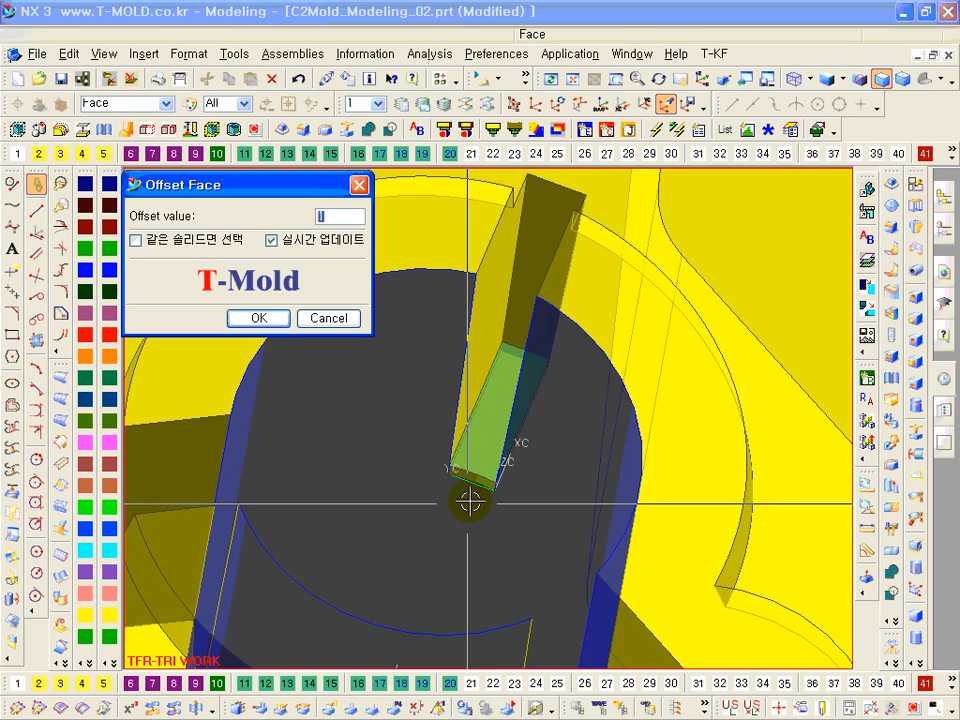 NX 3 www.T-MOLD.co.kr - Modeling - [C2Mold_Modeling_02.prt (Modified) ]
Face
File Edit View Insert Format Tools Assemblies Information Analysis Preferences Application Window Help T-KF
Face All 1
List
1 2 3 4 5 6 7 8 9 10 11 12 13 14 15 16 17 18 19 20 21 22 23 24 25 26 27 28 29 30 31 32 33 34 35 36 37 38 39 40 41
Offset Face
Offset value: 1
같은 솔리드면 선택 실시간 업데이트
T-Mold
OK Cancel
XC
YC ZC
TFR-TRI WORK
1 2 3 4 5 6 7 8 9 10 11 12 13 14 15 16 17 18 19 20 21 22 23 24 25 26 27 28 29 30 31 32 33 34 35 36 37 38 39 40 41